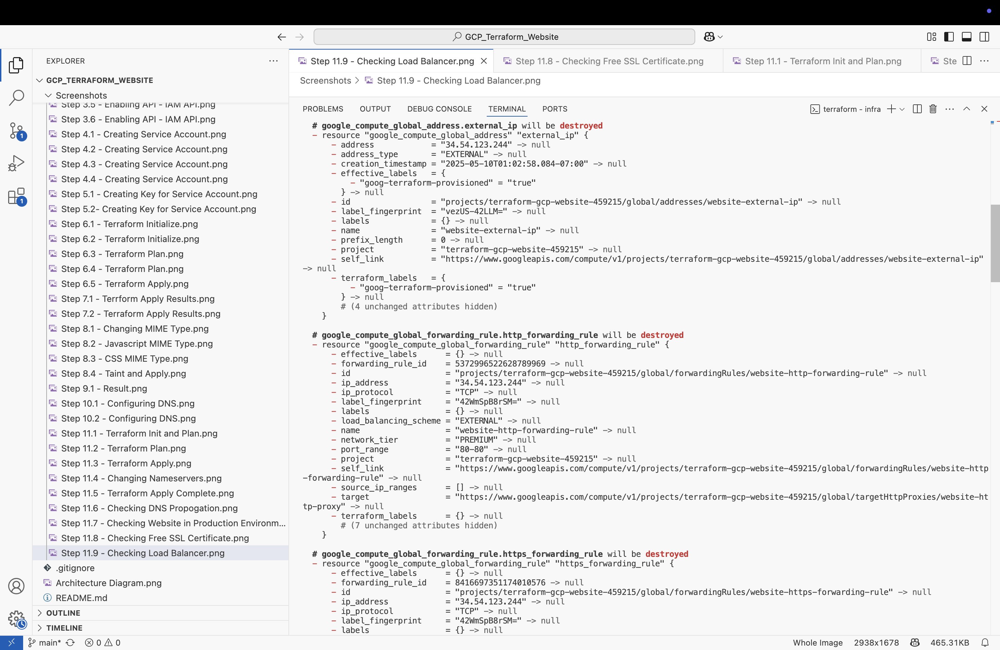 GCP_Terraform_Website
EXPLORER
GCP_TERRAFORM_WEBSITE
Screenshots
Step 3.5 - Enabling API - IAM API.png
Step 3.6 - Enabling API - IAM API.png
Step 4.1 - Creating Service Account.png
Step 4.2 - Creating Service Account.png
Step 4.3 - Creating Service Account.png
Step 4.4 - Creating Service Account.png
Step 5.1 - Creating Key for Service Account.png
Step 5.2- Creating Key for Service Account.png
Step 6.1 - Terraform Initialize.png
Step 6.2 - Terraform Initialize.png
Step 6.3 - Terraform Plan.png
Step 6.4 - Terraform Plan.png
Step 6.5 - Terraform Apply.png
Step 7.1 - Terrform Apply Results.png
Step 7.2 - Terraform Apply Results.png
Step 8.1 - Changing MIME Type.png
Step 8.2 - Javascript MIME Type.png
Step 8.3 - CSS MIME Type.png
Step 8.4 - Taint and Apply.png
Step 9.1 - Result.png
Step 10.1 - Configuring DNS.png
Step 10.2 - Configuring DNS.png
Step 11.1 - Terraform Init and Plan.png
Step 11.2 - Terraform Plan.png
Step 11.3 - Terraform Apply.png
Step 11.4 - Changing Nameservers.png
Step 11.5 - Terraform Apply Complete.png
Step 11.6 - Checking DNS Propogation.png
Step 11.7 - Checking Website in Production Environm...
Step 11.8 - Checking Free SSL Certificate.png
Step 11.9 - Checking Load Balancer.png
.gitignore
Architecture Diagram.png
README.md
OUTLINE
TIMELINE
1
1
Step 11.9 - Checking Load Balancer.png
Step 11.8 - Checking Free SSL Certificate.png
Step 11.1 - Terraform Init and Plan.png
Ste
Screenshots > Step 11.9 - Checking Load Balancer.png
PROBLEMS OUTPUT DEBUG CONSOLE TERMINAL PORTS
terraform - infra
# google_compute_global_address.external_ip will be destroyed
- resource "google_compute_global_address" "external_ip" {
- address = "34.54.123.244" -> null
- address_type = "EXTERNAL" -> null
- creation_timestamp = "2025-05-10T01:02:58.084-07:00" -> null
- effective_labels = {
- "goog-terraform-provisioned" = "true"
} -> null
- id = "projects/terraform-gcp-website-459215/global/addresses/website-external-ip" -> null
- label_fingerprint = "vezUS-42LLM=" -> null
- labels = {} -> null
- name = "website-external-ip" -> null
- prefix_length = 0 -> null
- project = "terraform-gcp-website-459215" -> null
- self_link = "https://www.googleapis.com/compute/v1/projects/terraform-gcp-website-459215/global/addresses/website-external-ip"
-> null
- terraform_labels = {
- "goog-terraform-provisioned" = "true"
} -> null
# (4 unchanged attributes hidden)
}
# google_compute_global_forwarding_rule.http_forwarding_rule will be destroyed
- resource "google_compute_global_forwarding_rule" "http_forwarding_rule" {
- effective_labels = {} -> null
- forwarding_rule_id = 5372996522628789969 -> null
- id = "projects/terraform-gcp-website-459215/global/forwardingRules/website-http-forwarding-rule" -> null
- ip_address = "34.54.123.244" -> null
- ip_protocol = "TCP" -> null
- label_fingerprint = "42WmSpB8rSM=" -> null
- labels = {} -> null
- load_balancing_scheme = "EXTERNAL" -> null
- name = "website-http-forwarding-rule" -> null
- network_tier = "PREMIUM" -> null
- port_range = "80-80" -> null
- project = "terraform-gcp-website-459215" -> null
- self_link = "https://www.googleapis.com/compute/v1/projects/terraform-gcp-website-459215/global/forwardingRules/website-http
-forwarding-rule" -> null
- source_ip_ranges = [] -> null
- target = "https://www.googleapis.com/compute/v1/projects/terraform-gcp-website-459215/global/targetHttpProxies/website-ht
tp-proxy" -> null
- terraform_labels = {} -> null
# (7 unchanged attributes hidden)
}
# google_compute_global_forwarding_rule.https_forwarding_rule will be destroyed
- resource "google_compute_global_forwarding_rule" "https_forwarding_rule" {
- effective_labels = {} -> null
- forwarding_rule_id = 8416697351174010576 -> null
- id = "projects/terraform-gcp-website-459215/global/forwardingRules/website-https-forwarding-rule" -> null
- ip_address = "34.54.123.244" -> null
- ip_protocol = "TCP" -> null
- label_fingerprint = "42WmSpB8rSM=" -> null
- labels = {} -> null
main* 0 0
Whole Image 2938x1678 465.31KB